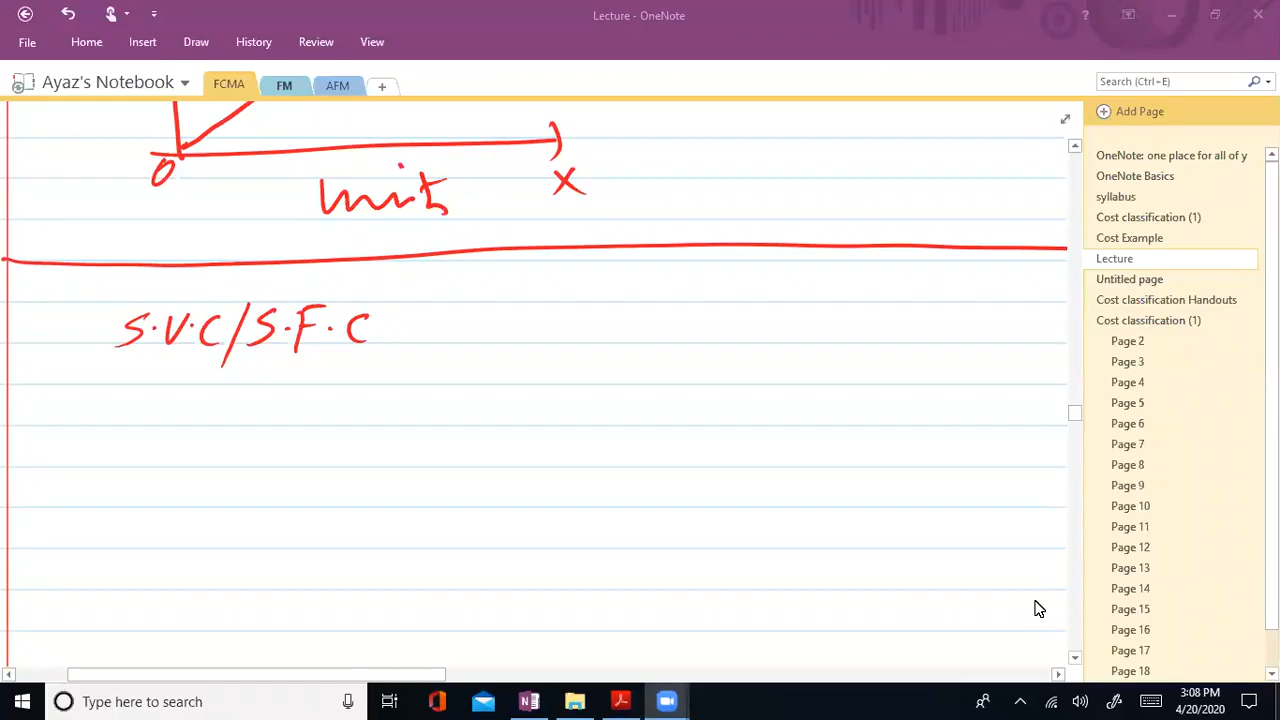 Lecture - OneNote
File Home Insert Draw History Review View
Ayaz's Notebook FCMA FM AFM
Search (Ctrl+E)
Add Page
OneNote: one place for all of y
OneNote Basics
syllabus
Cost classification (1)
Cost Example
Lecture
Untitled page
Cost classification Handouts
Cost classification (1)
Page 2
Page 3
Page 4
Page 5
Page 6
Page 7
Page 8
Page 9
Page 10
Page 11
Page 12
Page 13
Page 14
Page 15
Page 16
Page 17
Page 18
O X
Units
S.V.C/S.F.C
Type here to search
3:08 PM
4/20/2020